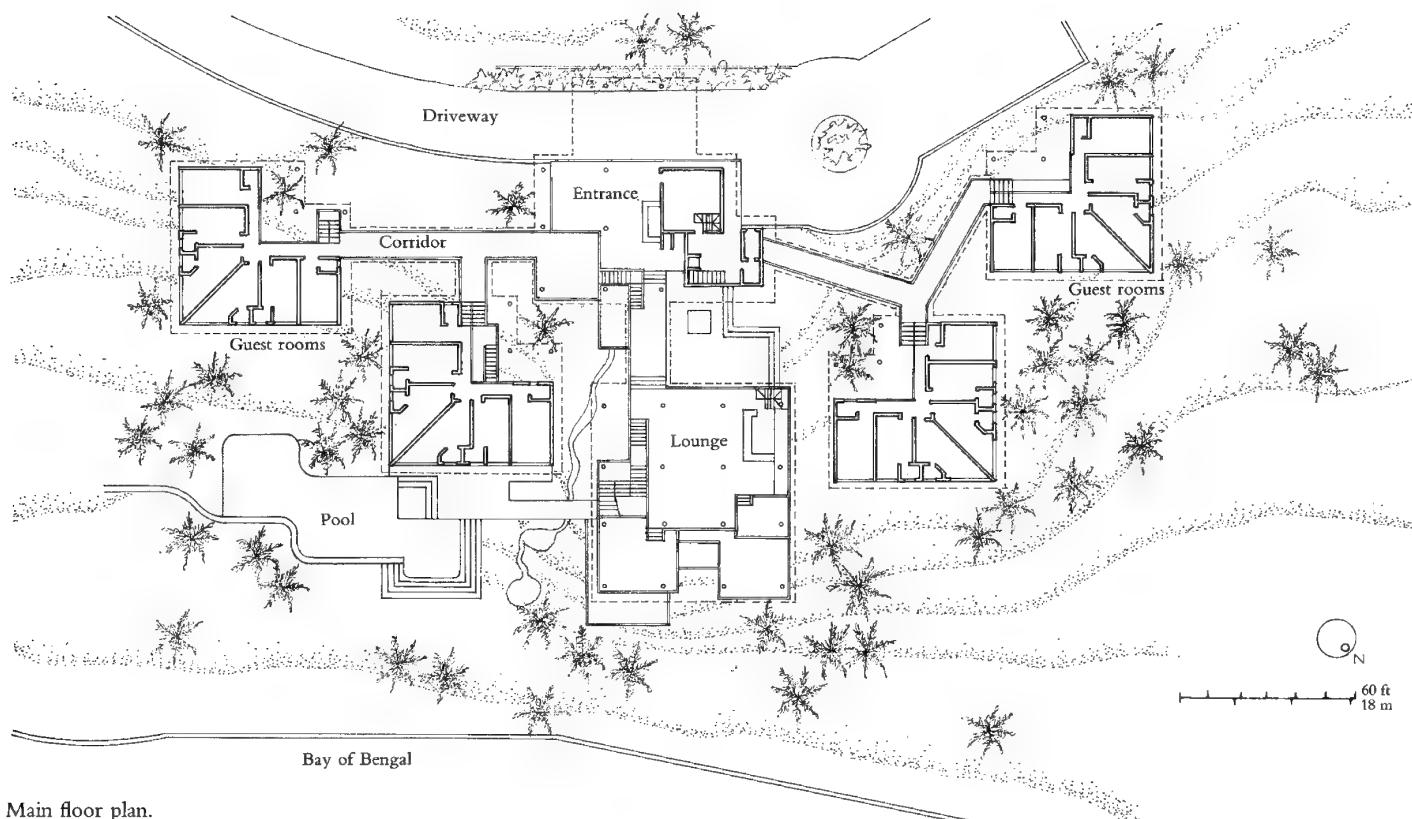 Driveway
Entrance
Corridor
Guest rooms
Guest rooms
Lounge
Pool
N
60 ft
18 m
Bay of Bengal
Main floor plan.